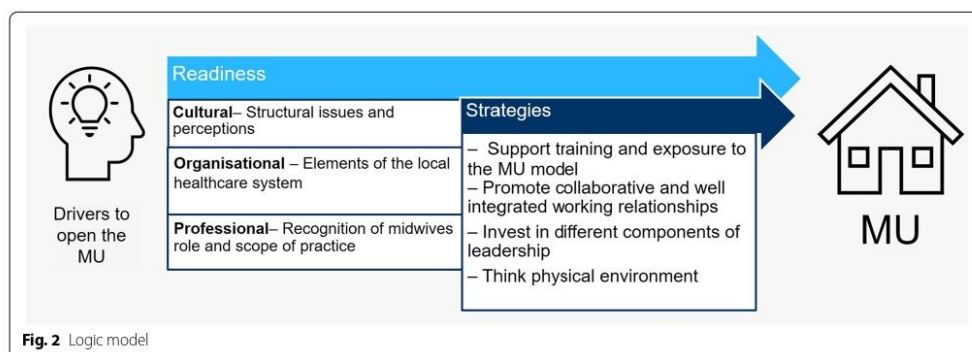 Readiness
Cultural– Structural issues and
perceptions
Organisational – Elements of the local
healthcare system
Professional– Recognition of midwives
role and scope of practice
Strategies
– Support training and exposure to
the MU model
– Promote collaborative and well
integrated working relationships
– Invest in different components of
leadership
– Think physical environment
Drivers to
open the
MU
MU
Fig. 2 Logic model